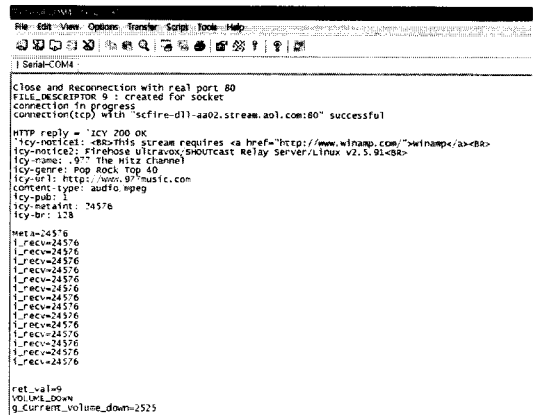 File Edit View Options Transfer Script Tools Help
Serial-COM4
Close and Reconnection with real port 80
FILE_DESCRIPTOR 9 : created for socket
connection in progress
connection(tcp) with "scfire-dll-aa02.stream.aol.com:80" successful
HTTP reply = `ICY 200 OK
`icy-notice1: <BR>This stream requires <a href="http://www.winamp.com/">winamp</a><BR>
icy-notice2: Firehose Ultravox/SHOUTcast Relay Server/Linux v2.5.91<BR>
icy-name: .977 The Hitz Channel
icy-genre: Pop Rock Top 40
icy-url: http://www.977music.com
content-type: audio/mpeg
icy-pub: 1
icy-metaint: 24576
icy-br: 128
Meta=24576
i_recv=24576
i_recv=24576
i_recv=24576
i_recv=24576
i_recv=24576
i_recv=24576
i_recv=24576
i_recv=24576
i_recv=24576
i_recv=24576
i_recv=24576
i_recv=24576
i_recv=24576
ret_val=9
VOLUME_DOWN
g_Current_volume_down=2525